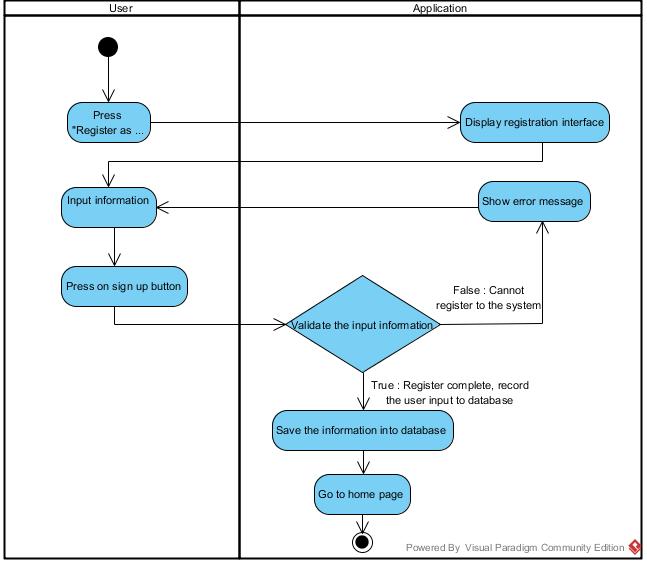 User
Application
Press
"Register as ...
Display registration interface
Input information
Show error message
Press on sign up button
False : Cannot
register to the system
Validate the input information
True : Register complete, record
the user input to database
Save the information into database
Go to home page
Powered By Visual Paradigm Community Edition